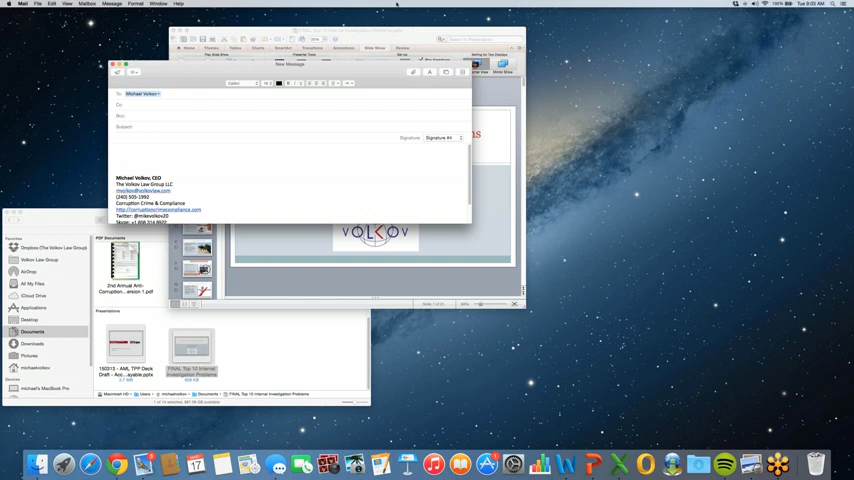 Mail File Edit View Mailbox Message Format Window Help
100% Tue 9:03 AM
Home Themes Tables Charts SmartArt Transitions Animations Slide Show Review
New Message
To: Michael Volkov
Cc:
Bcc:
Subject:
Signature: Signature #4
Michael Volkov, CEO
The Volkov Law Group LLC
mvolkov@volkovlaw.com
(240) 505-1992
Corruption Crime & Compliance
http://corruptioncrimecompliance.com
Twitter: @mikevolkov20
VOLKOV
Favorites
Dropbox (The Volkov Law Group)
Volkov Law Group
AirDrop
All My Files
iCloud Drive
Applications
Desktop
Documents
Downloads
Pictures
michaelvolkov
Devices
michael's MacBook Pro
PDF Documents
2nd Annual Anti-
Corruption...ersion 1.pdf
Presentations
150313 - AML TPP Deck
Draft - Acc...ayable.pptx
2.7 MB
FINAL Top 10 Internal
Investigation Problems
Macintosh HD Users michaelvolkov Documents FINAL Top 10 Internal Investigation Problems
17